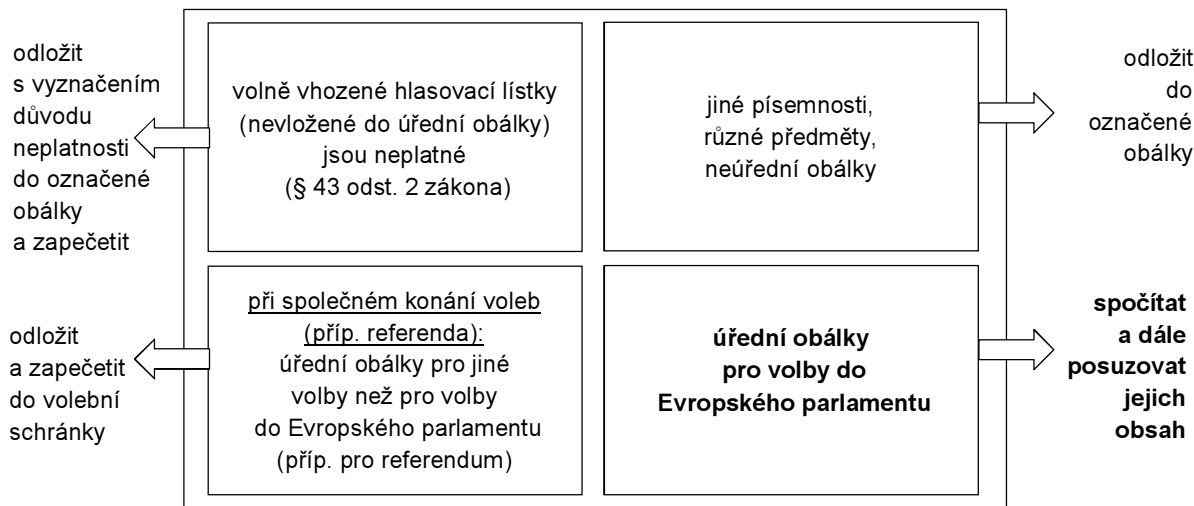 odložit
s vyznačením
důvodu
neplatnosti
do označené
obálky
a zapečetit
volně vhozené hlasovací lístky
(nevložené do úřední obálky)
jsou neplatné
(§ 43 odst. 2 zákona)
jiné písemnosti,
různé předměty,
neúřední obálky
odložit
do
označené
obálky
odložit
a zapečetit
do volební
schránky
při společném konání voleb
(příp. referenda):
úřední obálky pro jiné
volby než pro volby
do Evropského parlamentu
(příp. pro referendum)
úřední obálky
pro volby do
Evropského parlamentu
spočítat
a dále
posuzovat
jejich
obsah